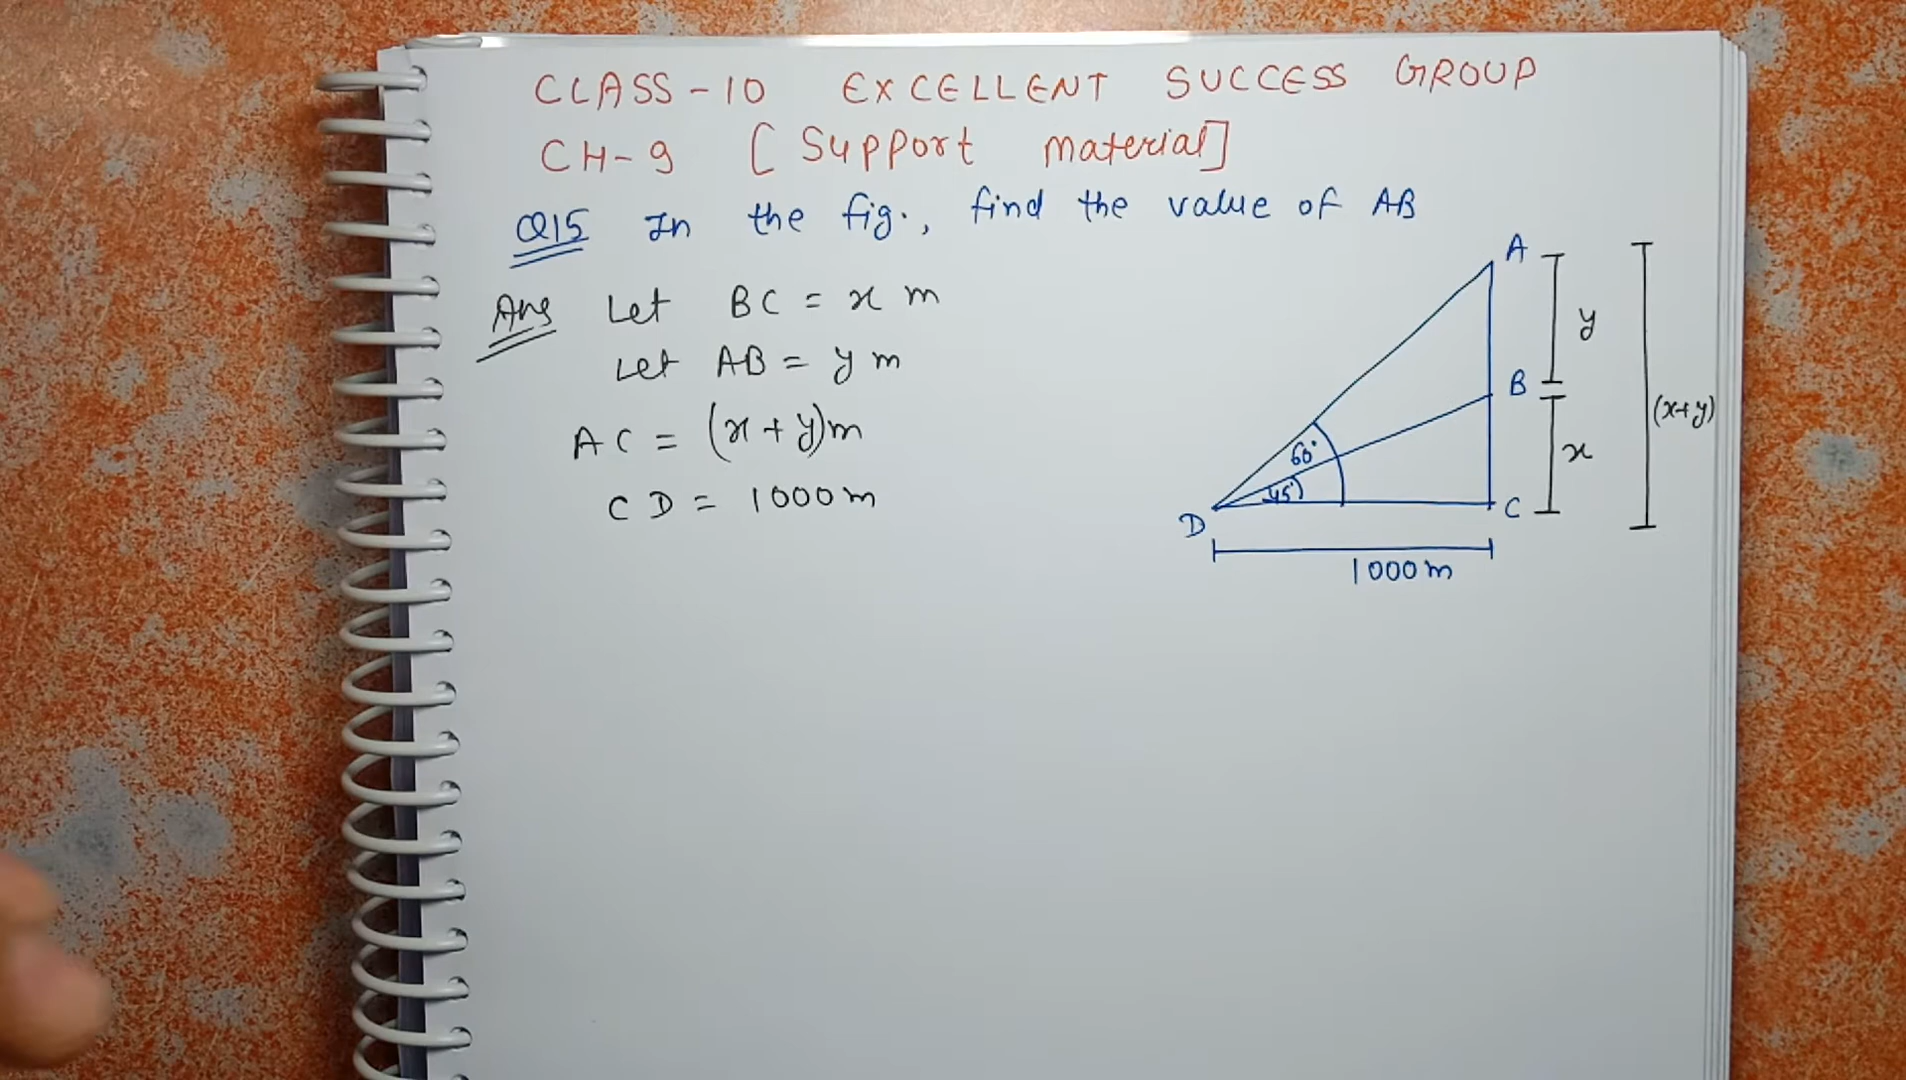 CLASS-10 EXCELLENT SUCCESS GROUP
CH-9 [Support material]
Q15 In the fig., find the value of AB
Ans Let BC = x m
Let AB = y m
AC = (x+y)m
CD = 1000m
A
y
B
(x+y)
60°
x
45°
D
C
1000m